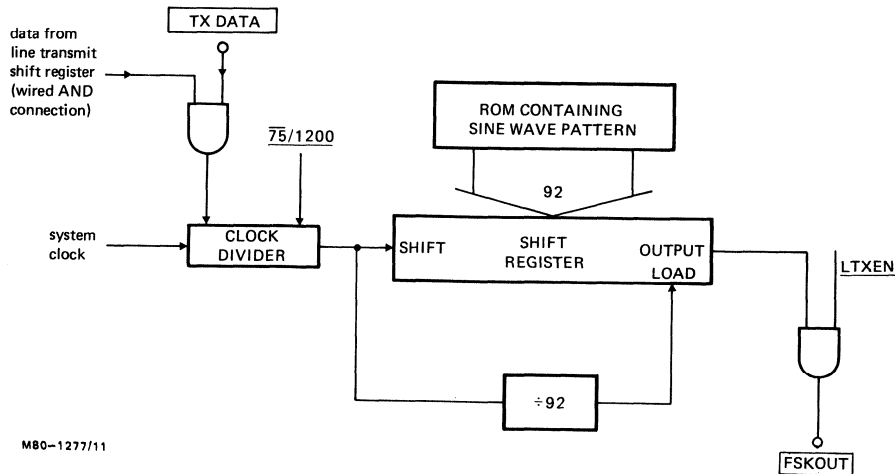 TX DATA
data from
line transmit
shift register
(wired AND
connection)
75/1200
ROM CONTAINING
SINE WAVE PATTERN
92
system
clock
CLOCK
DIVIDER
SHIFT
SHIFT
REGISTER
OUTPUT
LOAD
LTXEN
÷92
M80-1277/11
FSKOUT